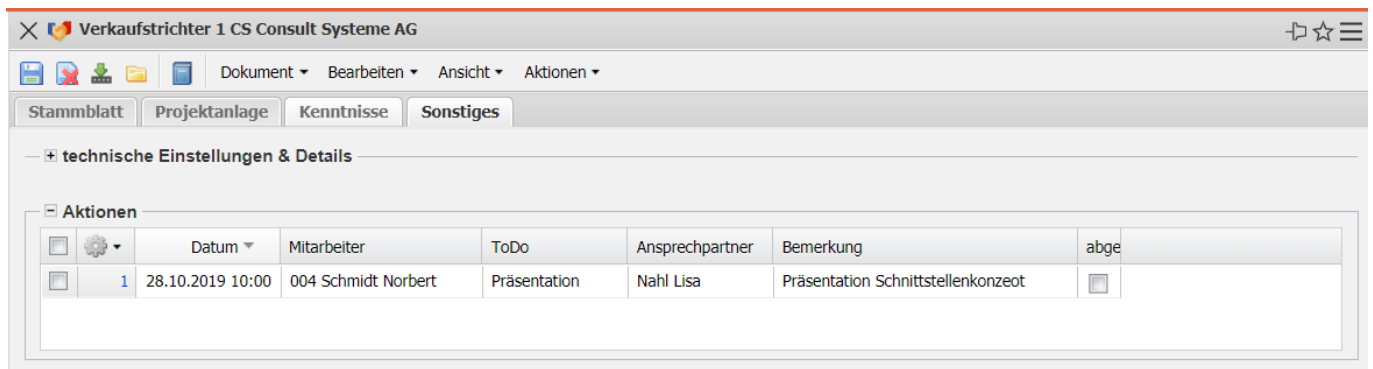 Verkaufstrichter 1 CS Consult Systeme AG
Dokument Bearbeiten Ansicht Aktionen
Stammblatt Projektanlage Kenntnisse Sonstiges
technische Einstellungen & Details
Aktionen
Datum Mitarbeiter ToDo Ansprechpartner Bemerkung abge
1 28.10.2019 10:00 004 Schmidt Norbert Präsentation Nahl Lisa Präsentation Schnittstellenkonzeot